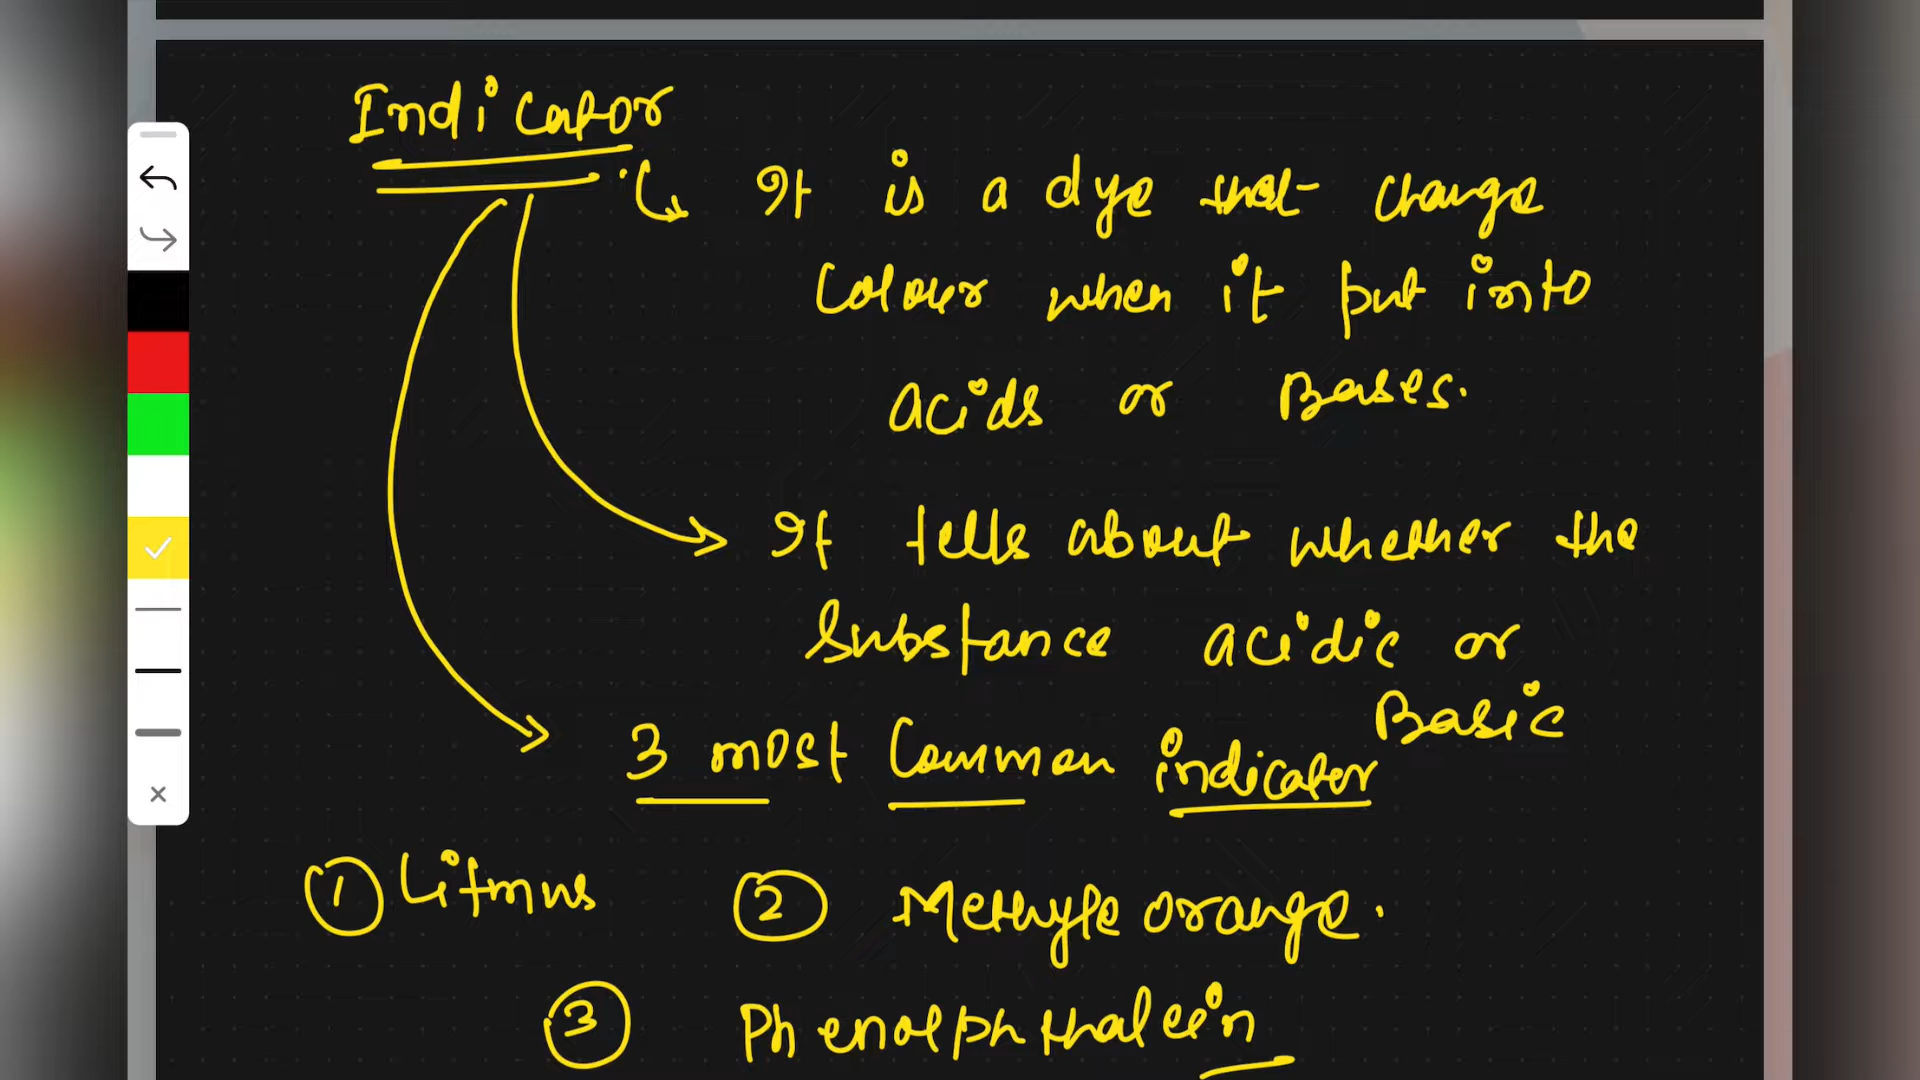 Indicator
It is a dye that change
Colour when it put into
acids or Bases.
It tells about whether the
Substance acidic or
Basic
3 most Common indicator
1 Litmus 2 Methyle orange.
3 Phenolphthalein